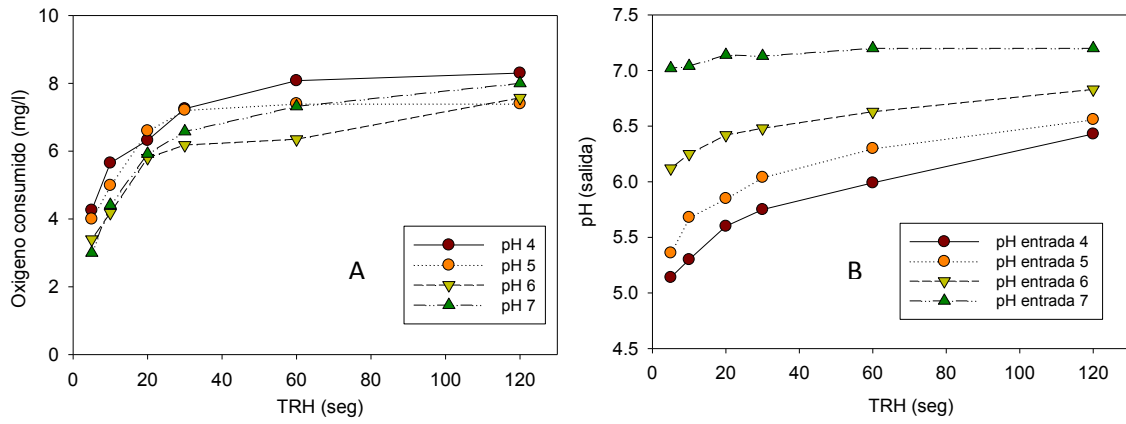 10
8
6
4
2
0
Oxigeno consumido (mg/l)
0 20 40 60 80 100 120
TRH (seg)
A
pH 4
pH 5
pH 6
pH 7
7.5
7.0
6.5
6.0
5.5
5.0
4.5
pH (salida)
0 20 40 60 80 100 120
TRH (seg)
B
pH entrada 4
pH entrada 5
pH entrada 6
pH entrada 7